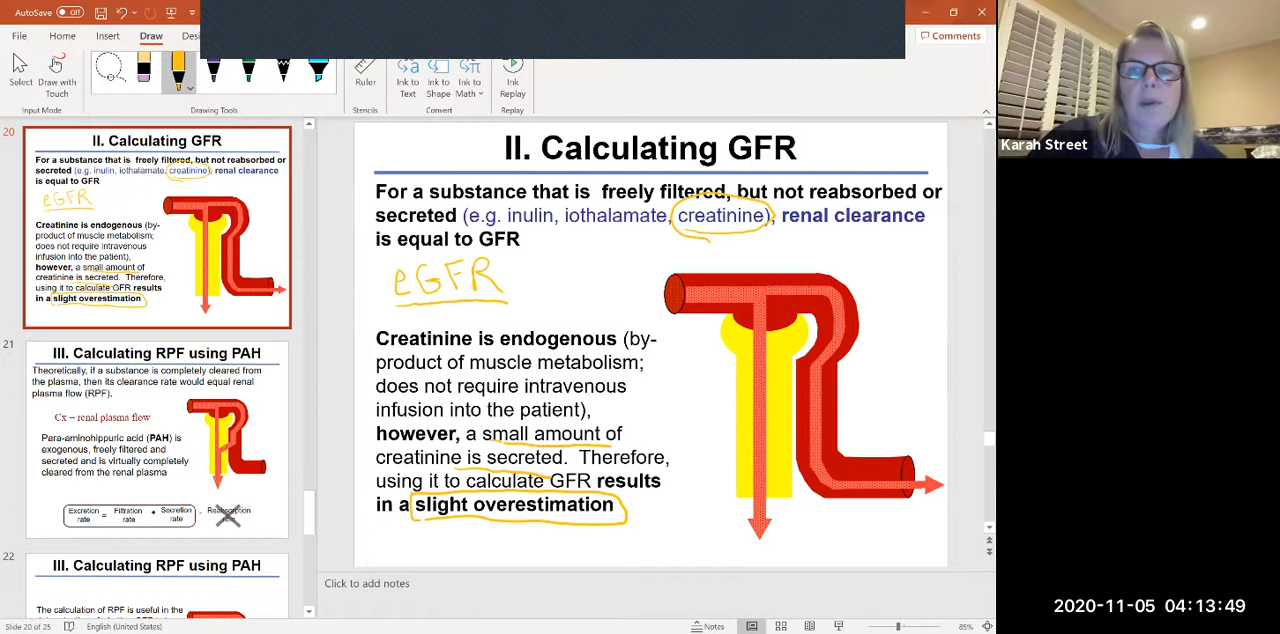 AutoSave Off
File Home Insert Draw Des
Comments
Select Draw with Touch
Ruler Ink to Text Ink to Shape Ink to Math Ink Replay
Input Mode Drawing Tools Stencils Convert Replay
20
II. Calculating GFR
For a substance that is freely filtered, but not reabsorbed or
secreted (e.g. inulin, iothalamate, creatinine), renal clearance
is equal to GFR
eGFR
Creatinine is endogenous (by-
product of muscle metabolism;
does not require intravenous
infusion into the patient),
however, a small amount of
creatinine is secreted. Therefore,
using it to calculate GFR results
in a slight overestimation
21
III. Calculating RPF using PAH
Theoretically, if a substance is completely cleared from
the plasma, then its clearance rate would equal renal
plasma flow (RPF).
Cx = renal plasma flow
Para-aminohippuric acid (PAH) is
exogenous, freely filtered and
secreted and is virtually completely
cleared from the renal plasma
Excretion rate = Filtration rate + Secretion rate - Reabsorption
22
III. Calculating RPF using PAH
The calculation of RPF is useful in the
II. Calculating GFR
For a substance that is freely filtered, but not reabsorbed or
secreted (e.g. inulin, iothalamate, creatinine), renal clearance
is equal to GFR
eGFR
Creatinine is endogenous (by-
product of muscle metabolism;
does not require intravenous
infusion into the patient),
however, a small amount of
creatinine is secreted. Therefore,
using it to calculate GFR results
in a slight overestimation
Click to add notes
Slide 20 of 25 English (United States) Notes 85%
Karah Street
2020-11-05 04:13:49